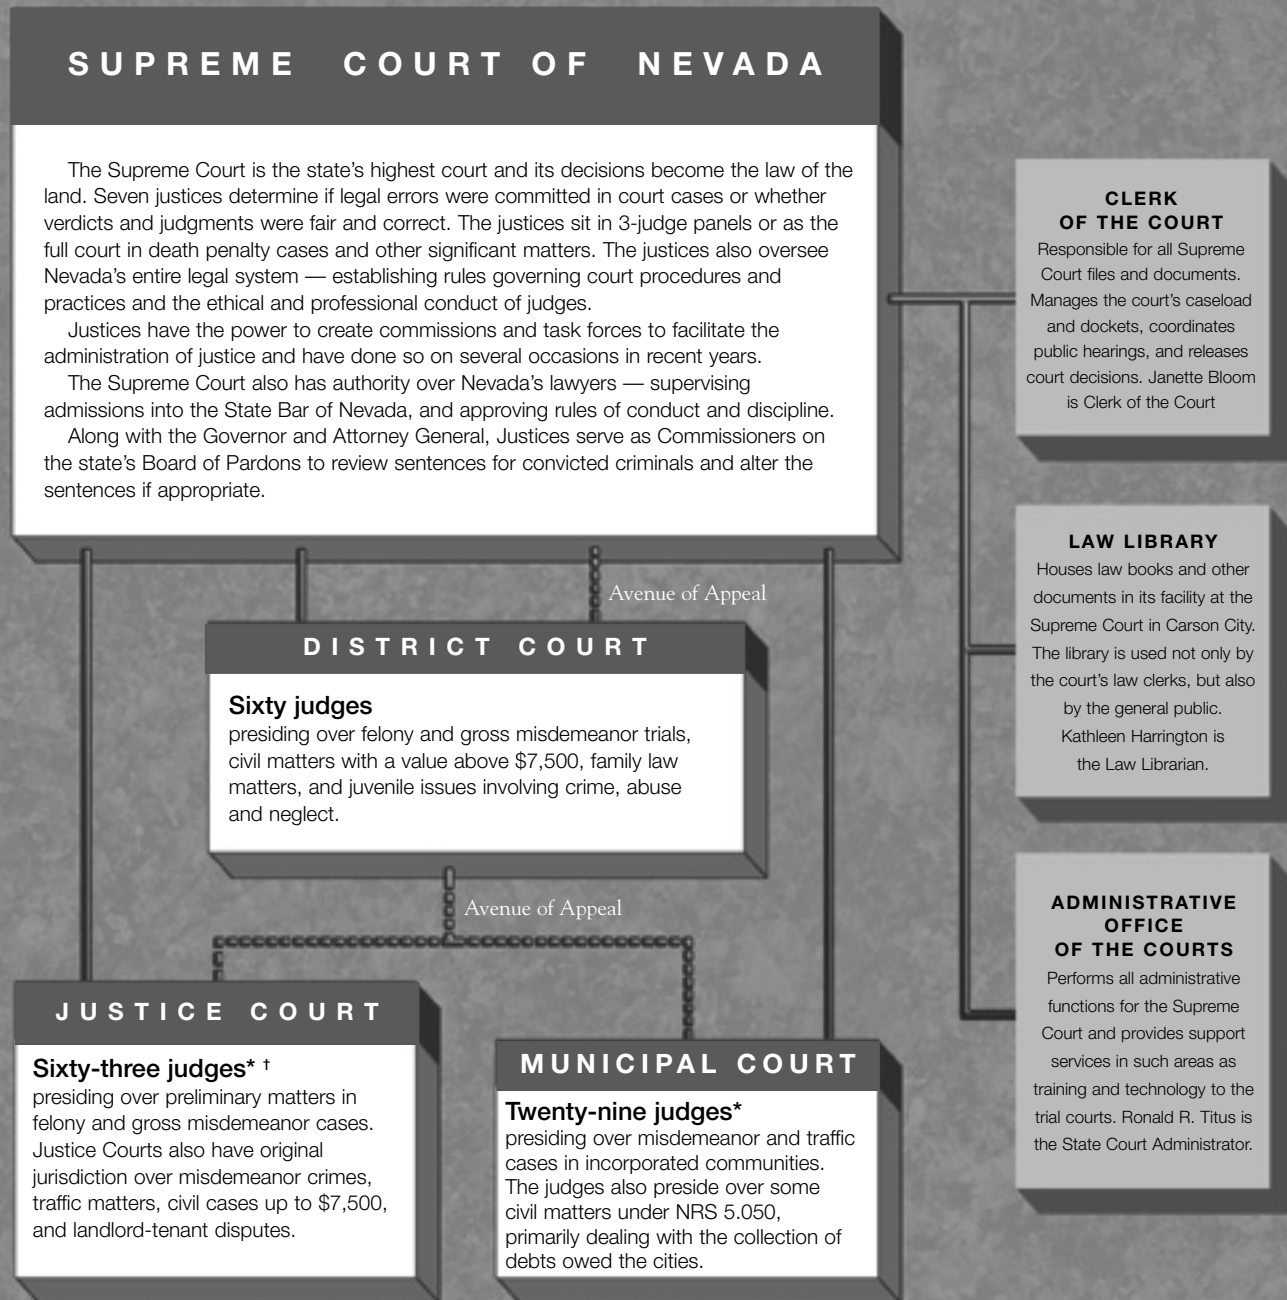 SUPREME COURT OF NEVADA
The Supreme Court is the state’s highest court and its decisions become the law of the
land. Seven justices determine if legal errors were committed in court cases or whether
verdicts and judgments were fair and correct. The justices sit in 3-judge panels or as the
full court in death penalty cases and other significant matters. The justices also oversee
Nevada’s entire legal system — establishing rules governing court procedures and
practices and the ethical and professional conduct of judges.
Justices have the power to create commissions and task forces to facilitate the
administration of justice and have done so on several occasions in recent years.
The Supreme Court also has authority over Nevada’s lawyers — supervising
admissions into the State Bar of Nevada, and approving rules of conduct and discipline.
Along with the Governor and Attorney General, Justices serve as Commissioners on
the state’s Board of Pardons to review sentences for convicted criminals and alter the
sentences if appropriate.
CLERK
OF THE COURT
Responsible for all Supreme
Court files and documents.
Manages the court’s caseload
and dockets, coordinates
public hearings, and releases
court decisions. Janette Bloom
is Clerk of the Court
LAW LIBRARY
Houses law books and other
documents in its facility at the
Supreme Court in Carson City.
The library is used not only by
the court’s law clerks, but also
by the general public.
Kathleen Harrington is
the Law Librarian.
ADMINISTRATIVE
OFFICE
OF THE COURTS
Performs all administrative
functions for the Supreme
Court and provides support
services in such areas as
training and technology to the
trial courts. Ronald R. Titus is
the State Court Administrator.
Avenue of Appeal
DISTRICT COURT
Sixty judges
presiding over felony and gross misdemeanor trials,
civil matters with a value above $7,500, family law
matters, and juvenile issues involving crime, abuse
and neglect.
Avenue of Appeal
JUSTICE COURT
Sixty-three judges* †
presiding over preliminary matters in
felony and gross misdemeanor cases.
Justice Courts also have original
jurisdiction over misdemeanor crimes,
traffic matters, civil cases up to $7,500,
and landlord-tenant disputes.
MUNICIPAL COURT
Twenty-nine judges*
presiding over misdemeanor and traffic
cases in incorporated communities.
The judges also preside over some
civil matters under NRS 5.050,
primarily dealing with the collection of
debts owed the cities.